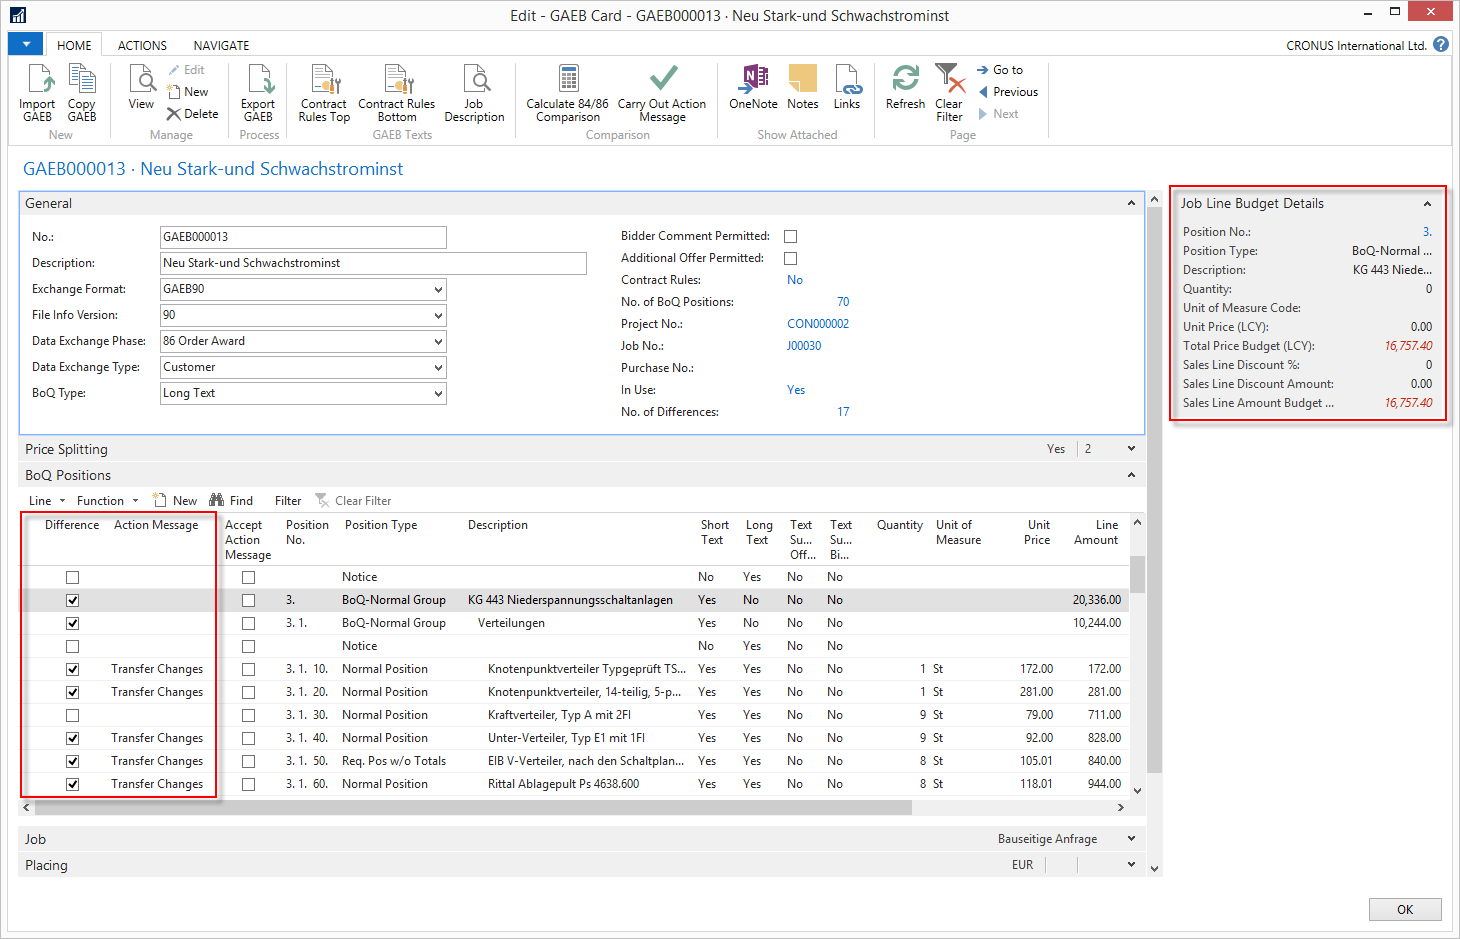 Edit - GAEB Card - GAEB000013 · Neu Stark-und Schwachstrominst
HOME ACTIONS NAVIGATE
CRONUS International Ltd.
Import GAEB
Copy GAEB
New
View
Edit
New
Delete
Manage
Export GAEB
Process
Contract Rules Top
Contract Rules Bottom
Job Description
GAEB Texts
Calculate 84/86 Comparison
Carry Out Action Message
Comparison
OneNote
Notes
Links
Show Attached
Refresh
Clear Filter
Go to
Previous
Next
Page
GAEB000013 · Neu Stark-und Schwachstrominst
General
No.: GAEB000013
Description: Neu Stark-und Schwachstrominst
Exchange Format: GAEB90
File Info Version: 90
Data Exchange Phase: 86 Order Award
Data Exchange Type: Customer
BoQ Type: Long Text
Bidder Comment Permitted:
Additional Offer Permitted:
Contract Rules: No
No. of BoQ Positions: 70
Project No.: CON000002
Job No.: J00030
Purchase No.:
In Use: Yes
No. of Differences: 17
Price Splitting Yes 2
BoQ Positions
Line Function New Find Filter Clear Filter
Difference Action Message Accept Action Message Position No. Position Type Description Short Text Long Text Text Su... Off... Text Su... Bi... Quantity Unit of Measure Unit Price Line Amount
Notice No Yes No No
3. BoQ-Normal Group KG 443 Niederspannungsschaltanlagen Yes No No No 20,336.00
3. 1. BoQ-Normal Group Verteilungen Yes No No No 10,244.00
Notice No Yes No No
Transfer Changes 3. 1. 10. Normal Position Knotenpunktverteiler Typgeprüft TS... Yes Yes No No 1 St 172.00 172.00
Transfer Changes 3. 1. 20. Normal Position Knotenpunktverteiler, 14-teilig, 5-p... Yes Yes No No 1 St 281.00 281.00
3. 1. 30. Normal Position Kraftverteiler, Typ A mit 2FI Yes Yes No No 9 St 79.00 711.00
Transfer Changes 3. 1. 40. Normal Position Unter-Verteiler, Typ E1 mit 1FI Yes Yes No No 9 St 92.00 828.00
Transfer Changes 3. 1. 50. Req. Pos w/o Totals EIB V-Verteiler, nach den Schaltplan... Yes Yes No No 8 St 105.01 840.00
Transfer Changes 3. 1. 60. Normal Position Rittal Ablagepult Ps 4638.600 Yes Yes No No 8 St 118.01 944.00
Job Bauseitige Anfrage
Placing EUR
Job Line Budget Details
Position No.: 3.
Position Type: BoQ-Normal ...
Description: KG 443 Niede...
Quantity: 0
Unit of Measure Code:
Unit Price (LCY): 0.00
Total Price Budget (LCY): 16,757.40
Sales Line Discount %: 0
Sales Line Discount Amount: 0.00
Sales Line Amount Budget ... 16,757.40
OK